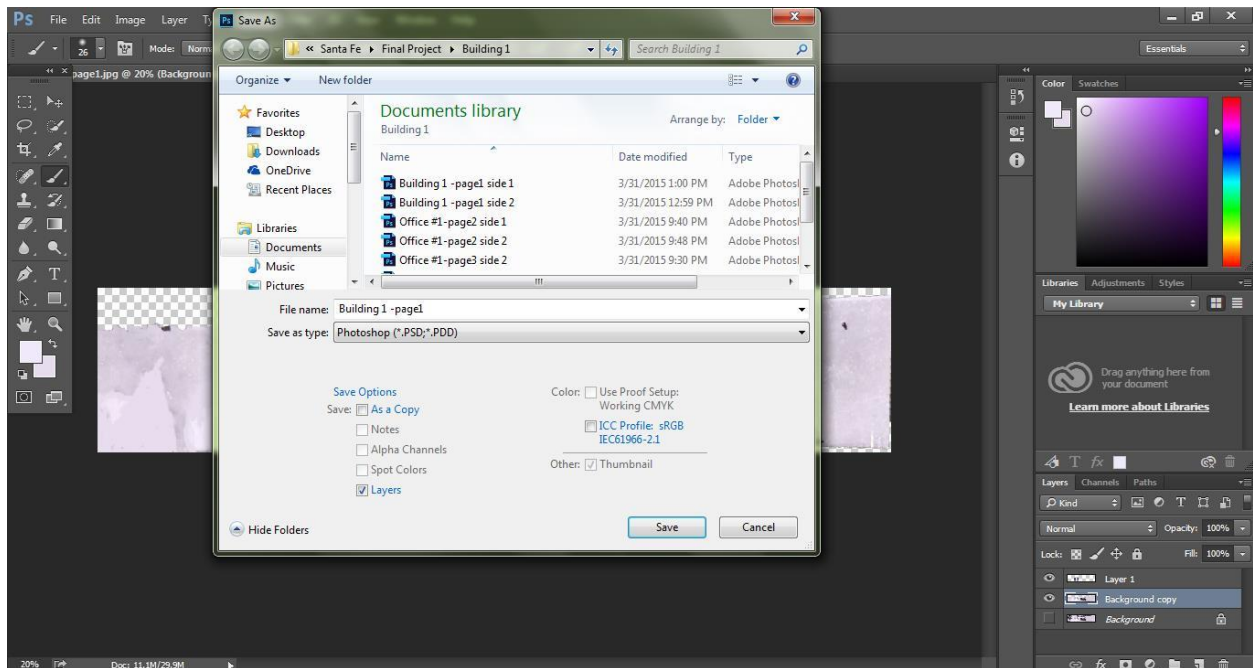 Ps File Edit Image Layer Ty
Save As
26 Mode: Norm
« Santa Fe ▸ Final Project ▸ Building 1
Search Building 1
Essentials
page1.jpg @ 20% (Backgroun
Organize
New folder
Favorites
Desktop
Downloads
OneDrive
Recent Places
Libraries
Documents
Music
Pictures
Documents library
Building 1
Arrange by: Folder
Name Date modified Type
Building 1 -page1 side 1 3/31/2015 1:00 PM Adobe Photosl
Building 1 -page1 side 2 3/31/2015 12:59 PM Adobe Photosl
Office #1-page2 side 1 3/31/2015 9:40 PM Adobe Photosl
Office #1-page2 side 2 3/31/2015 9:48 PM Adobe Photosl
Office #1-page3 side 2 3/31/2015 9:30 PM Adobe Photosl
File name: Building 1 -page1
Save as type: Photoshop (*.PSD;*.PDD)
Save Options
Save: As a Copy
Notes
Alpha Channels
Spot Colors
Layers
Color: Use Proof Setup:
Working CMYK
ICC Profile: sRGB
IEC61966-2.1
Other: Thumbnail
Hide Folders
Save
Cancel
Color Swatches
Libraries Adjustments Styles
My Library
Drag anything here from
your document
Learn more about Libraries
Layers Channels Paths
Kind
Normal Opacity: 100%
Lock: Fill: 100%
Layer 1
Background copy
Background
20% Doc: 11.1M/29.9M